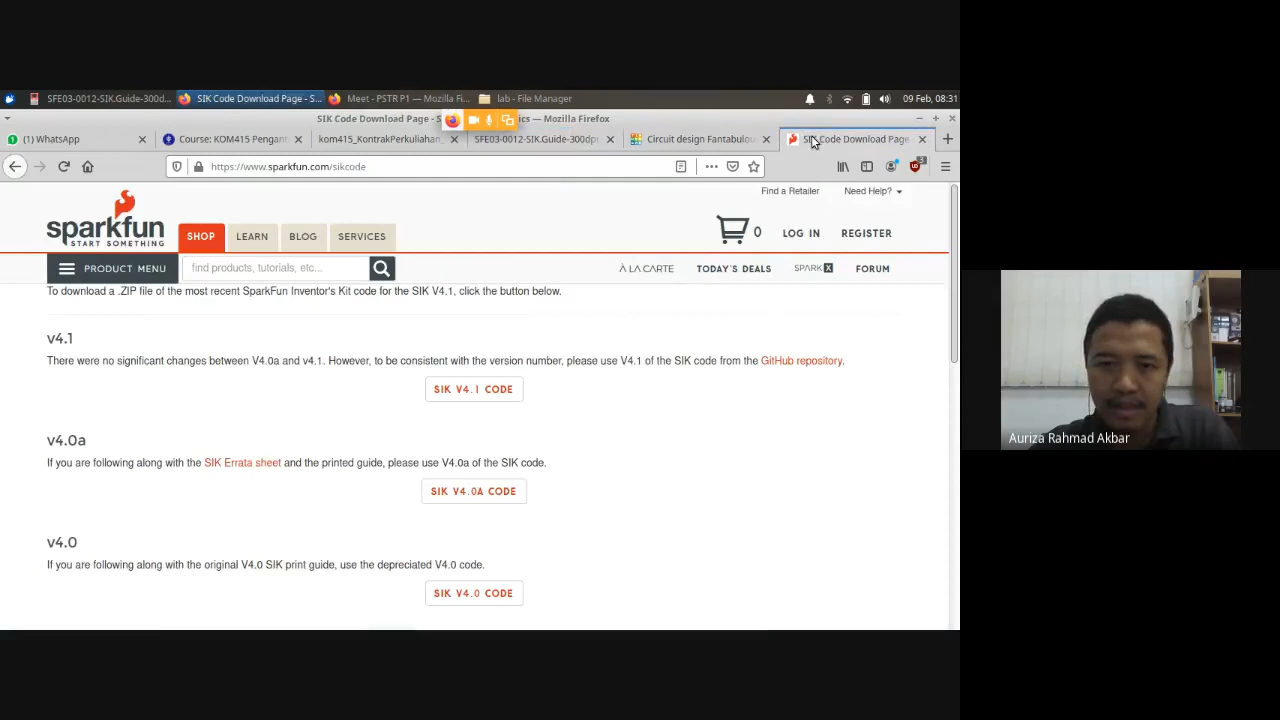 SFE03-0012-SIK.Guide-300d...
SIK Code Download Page - S...
Meet - PSTR P1 — Mozilla Fi...
lab - File Manager
09 Feb, 08:31
SIK Code Download Page - S
ics — Mozilla Firefox
(1) WhatsApp
Course: KOM415 Pengant
kom415_KontrakPerkuliahan_
SFE03-0012-SIK.Guide-300dp
Circuit design Fantabulou
SIK Code Download Page
https://www.sparkfun.com/sikcode
Find a Retailer
Need Help?
sparkfun
START SOMETHING
SHOP
LEARN
BLOG
SERVICES
0
LOG IN
REGISTER
PRODUCT MENU
find products, tutorials, etc...
À LA CARTE
TODAY'S DEALS
SPARK X
FORUM
To download a .ZIP file of the most recent SparkFun Inventor's Kit code for the SIK V4.1, click the button below.
v4.1
There were no significant changes between V4.0a and v4.1. However, to be consistent with the version number, please use V4.1 of the SIK code from the GitHub repository.
SIK V4.1 CODE
v4.0a
If you are following along with the SIK Errata sheet and the printed guide, please use V4.0a of the SIK code.
SIK V4.0A CODE
v4.0
If you are following along with the original V4.0 SIK print guide, use the depreciated V4.0 code.
SIK V4.0 CODE
Auriza Rahmad Akbar